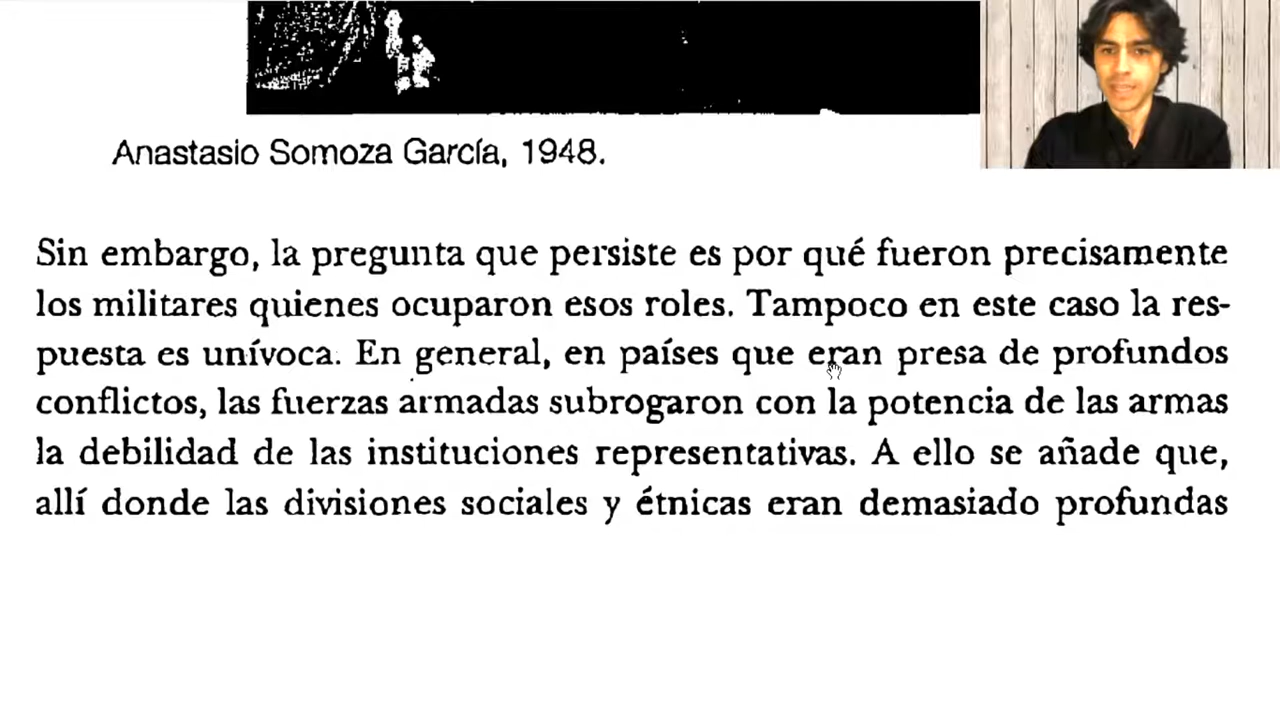 Anastasio Somoza García, 1948.
Sin embargo, la pregunta que persiste es por qué fueron precisamente
los militares quienes ocuparon esos roles. Tampoco en este caso la res-
puesta es unívoca. En general, en países que eran presa de profundos
conflictos, las fuerzas armadas subrogaron con la potencia de las armas
la debilidad de las instituciones representativas. A ello se añade que,
allí donde las divisiones sociales y étnicas eran demasiado profundas